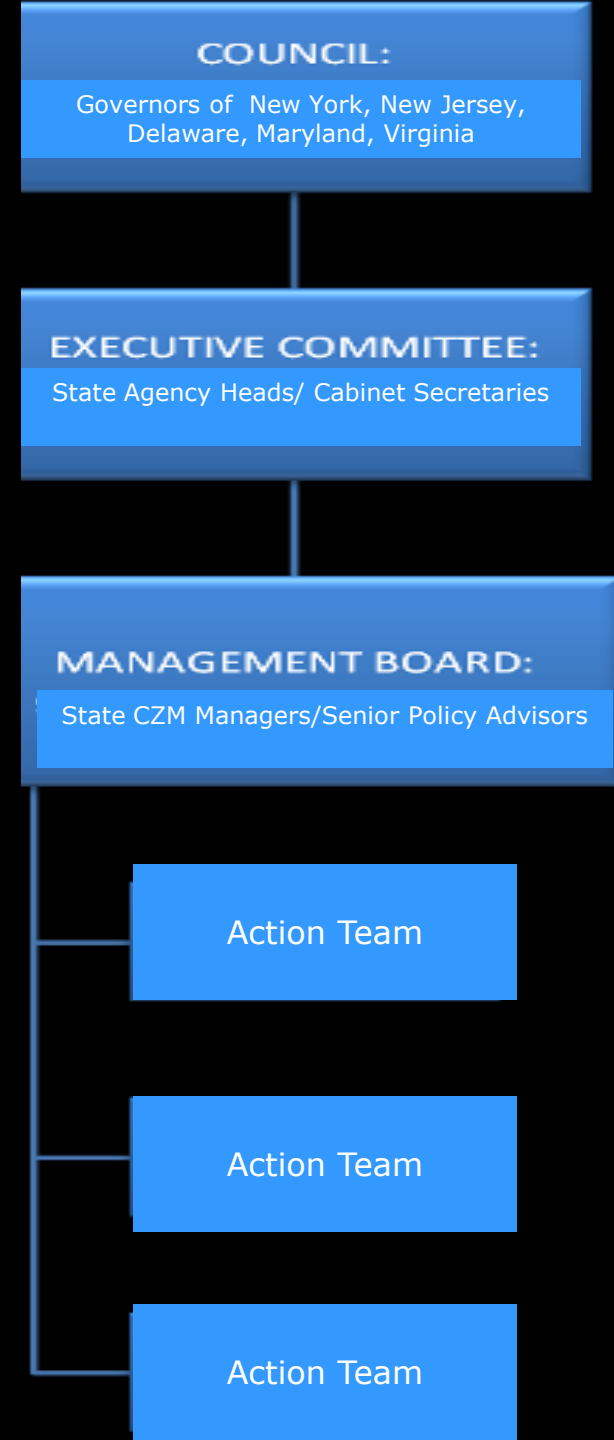 COUNCIL:
Governors of New York, New Jersey,
Delaware, Maryland, Virginia
EXECUTIVE COMMITTEE:
State Agency Heads/ Cabinet Secretaries
MANAGEMENT BOARD:
State CZM Managers/Senior Policy Advisors
Action Team
Action Team
Action Team